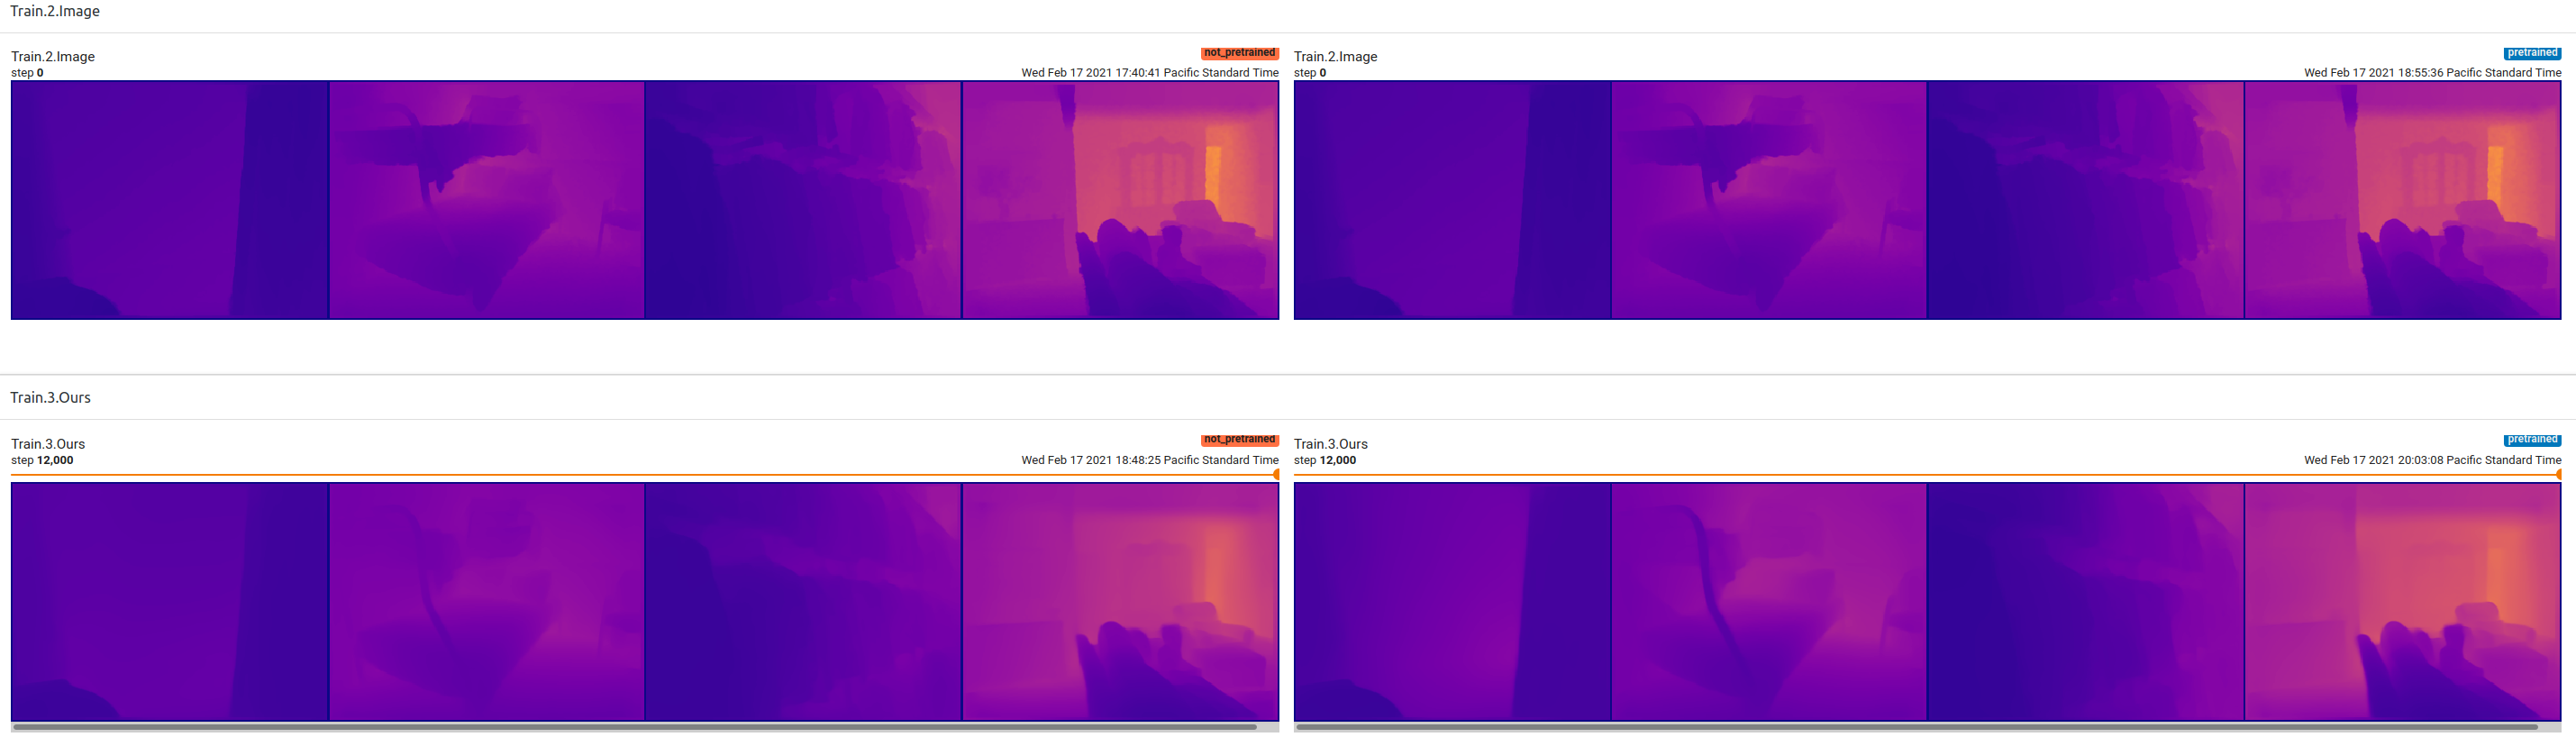 Train.2.Image
Train.2.Image
not_pretrained
step 0
Wed Feb 17 2021 17:40:41 Pacific Standard Time
Train.2.Image
pretrained
step 0
Wed Feb 17 2021 18:55:36 Pacific Standard Time
Train.3.Ours
Train.3.Ours
not_pretrained
step 12,000
Wed Feb 17 2021 18:48:25 Pacific Standard Time
Train.3.Ours
pretrained
step 12,000
Wed Feb 17 2021 20:03:08 Pacific Standard Time